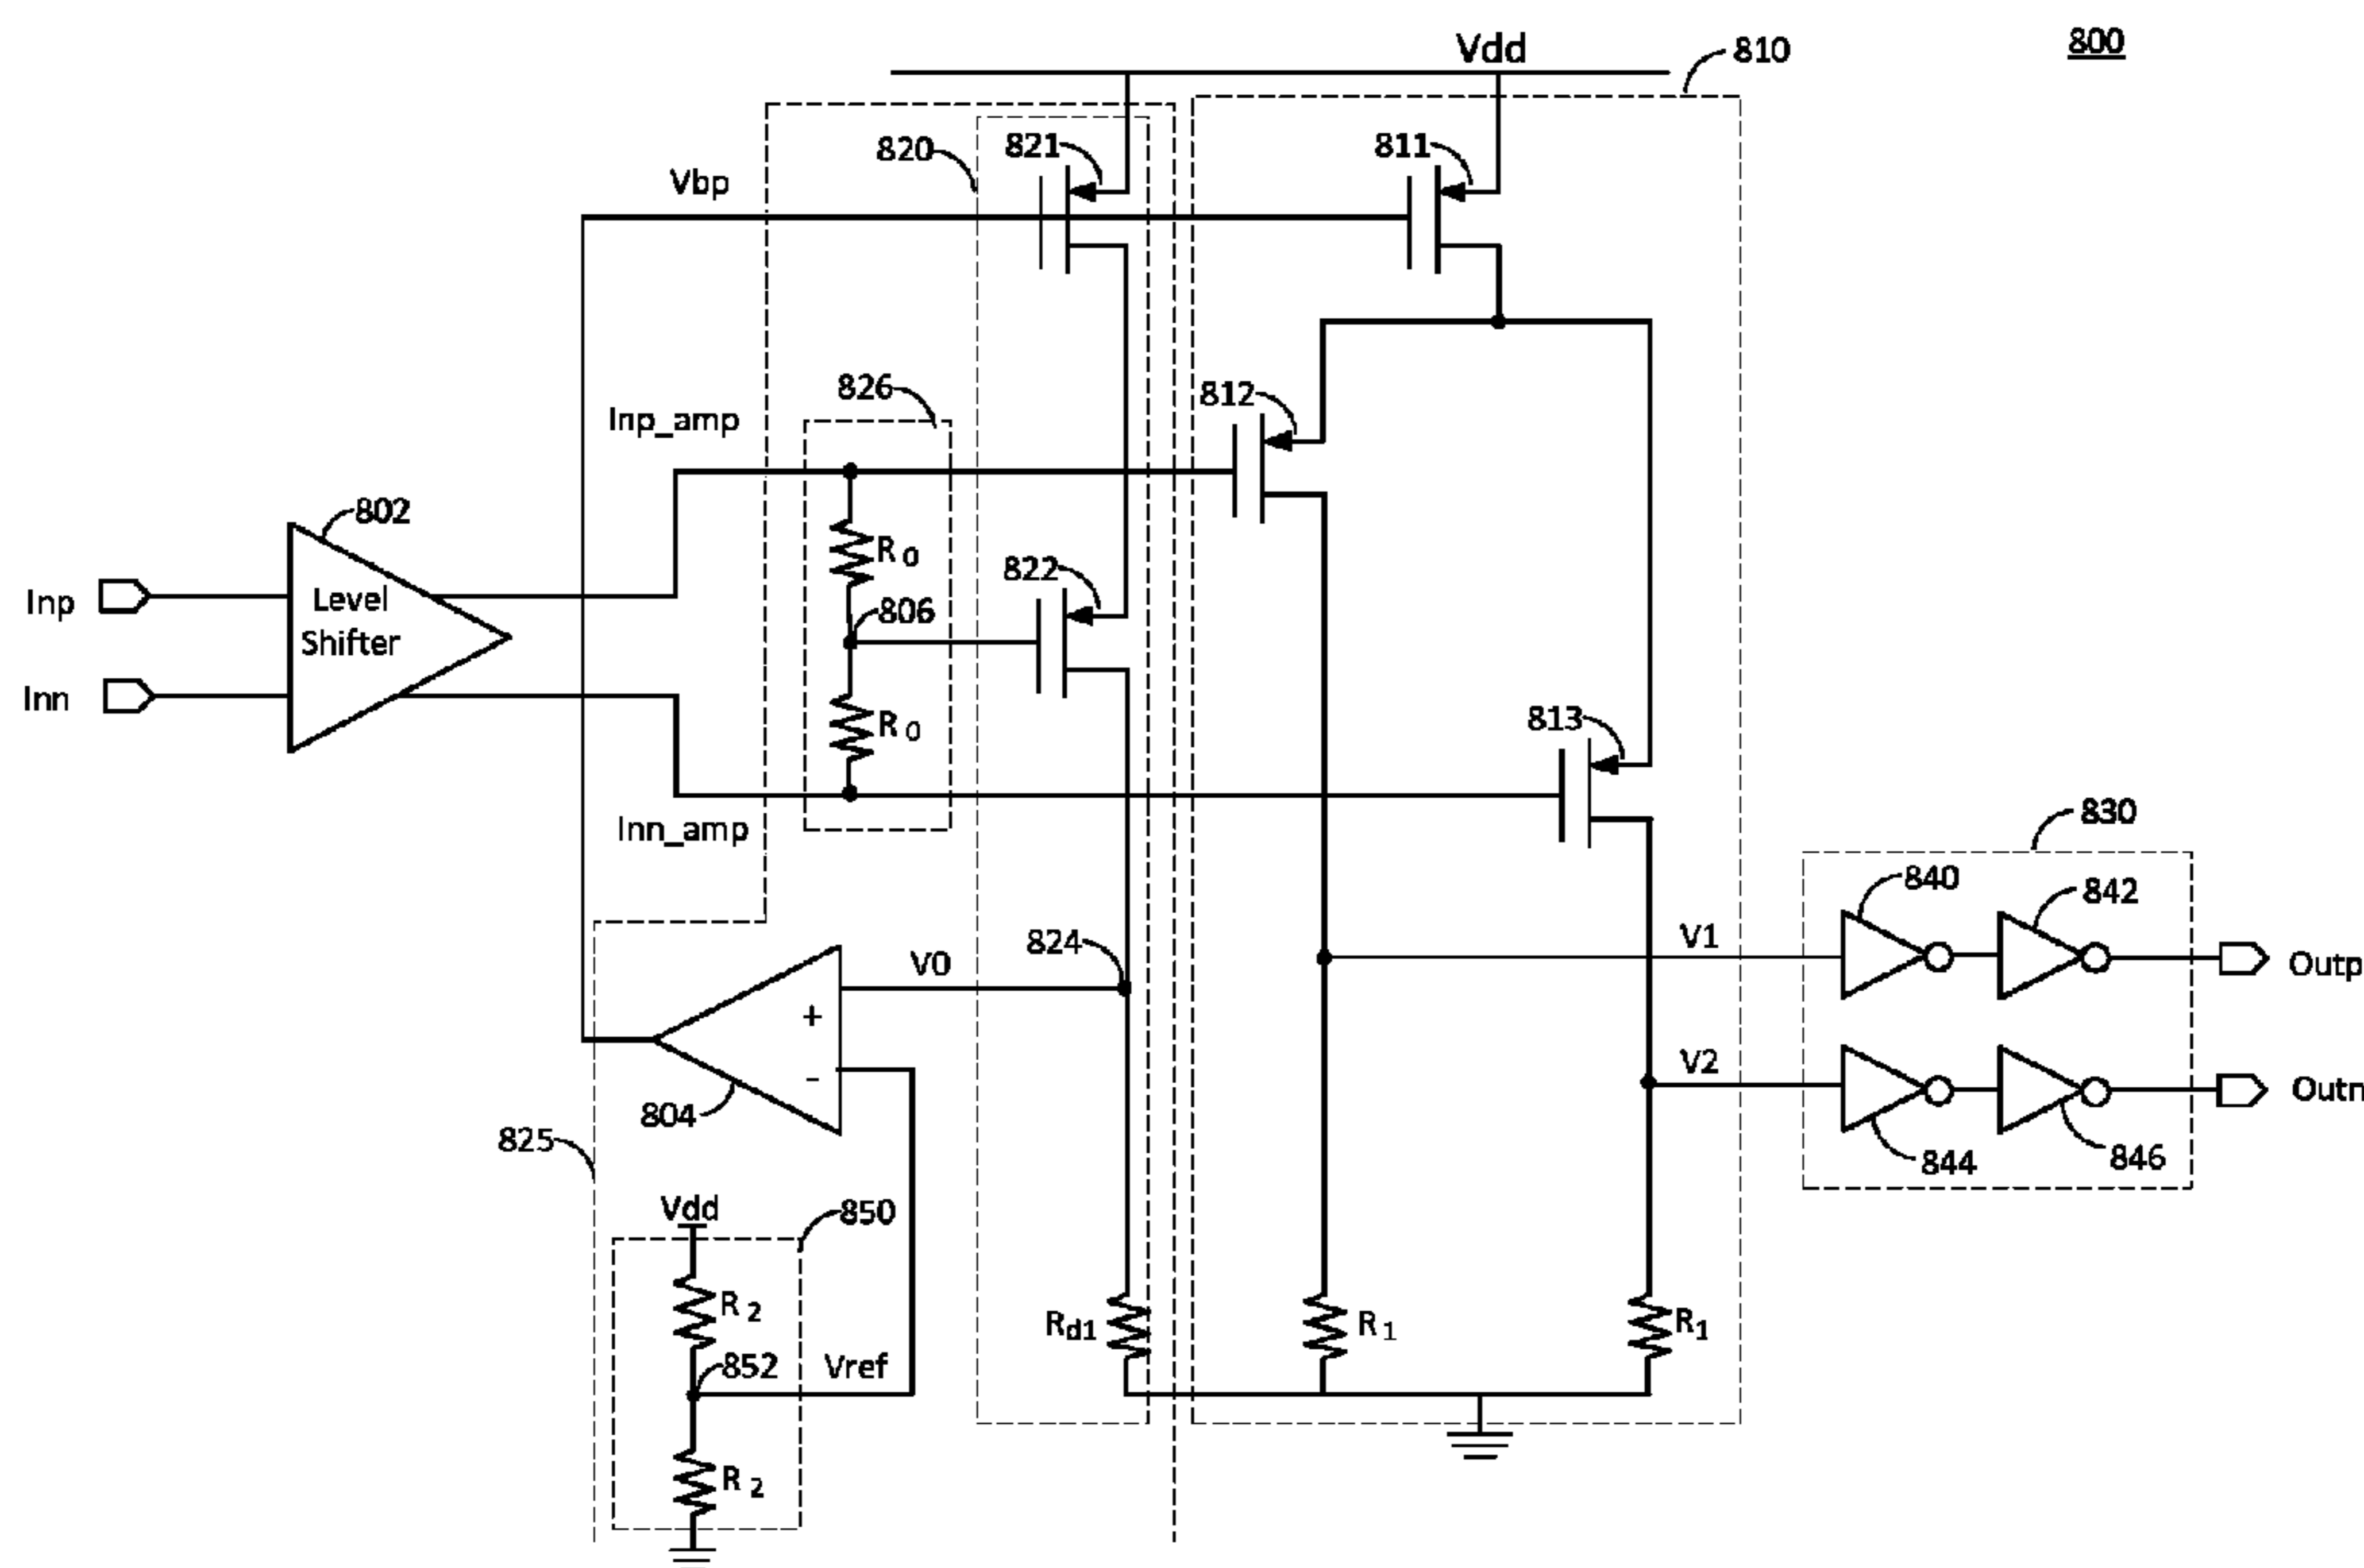 800
Vdd
810
820
821
811
Vbp
826
812
Inp_amp
802
R0
822
Level
Shifter
806
Inp
Inn
R0
813
Inn_amp
830
840
842
824
V0
V1
Outp
+
-
V2
Outn
804
825
844
846
Vdd
850
R2
Rd1
R1
R1
852
Vref
R2